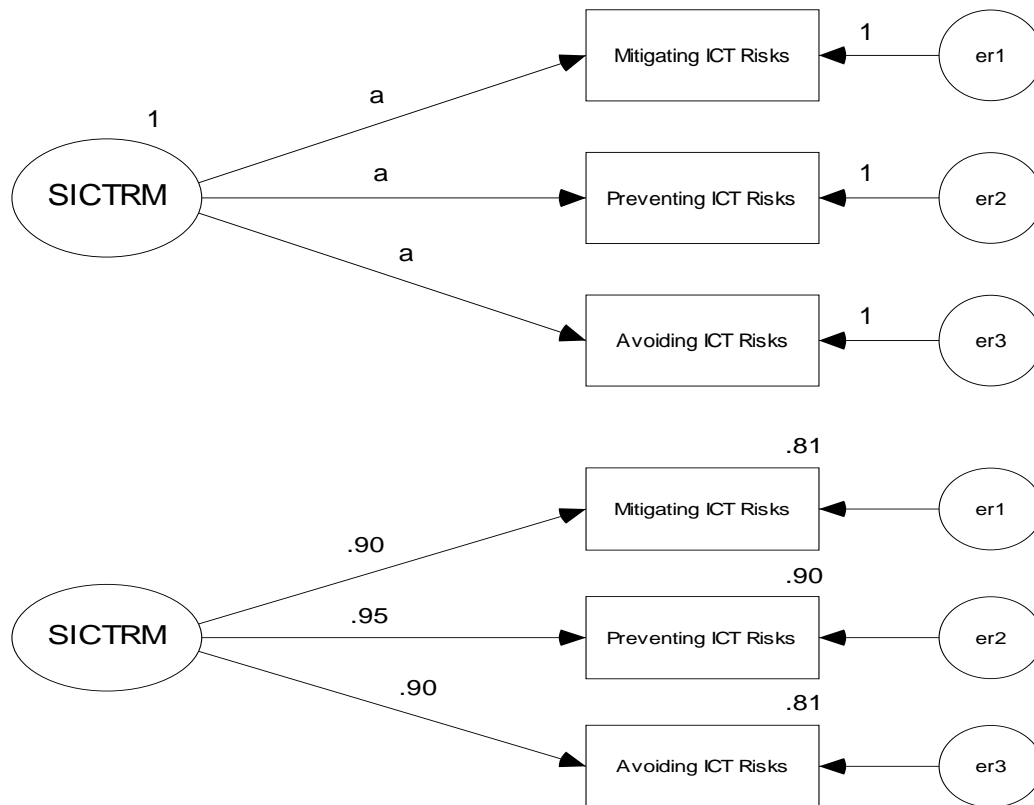 1
Mitigating ICT Risks
er1
a
1
SICTRM
a
1
Preventing ICT Risks
er2
a
1
Avoiding ICT Risks
er3
.81
Mitigating ICT Risks
er1
.90
.90
SICTRM
.95
Preventing ICT Risks
er2
.90
.81
Avoiding ICT Risks
er3